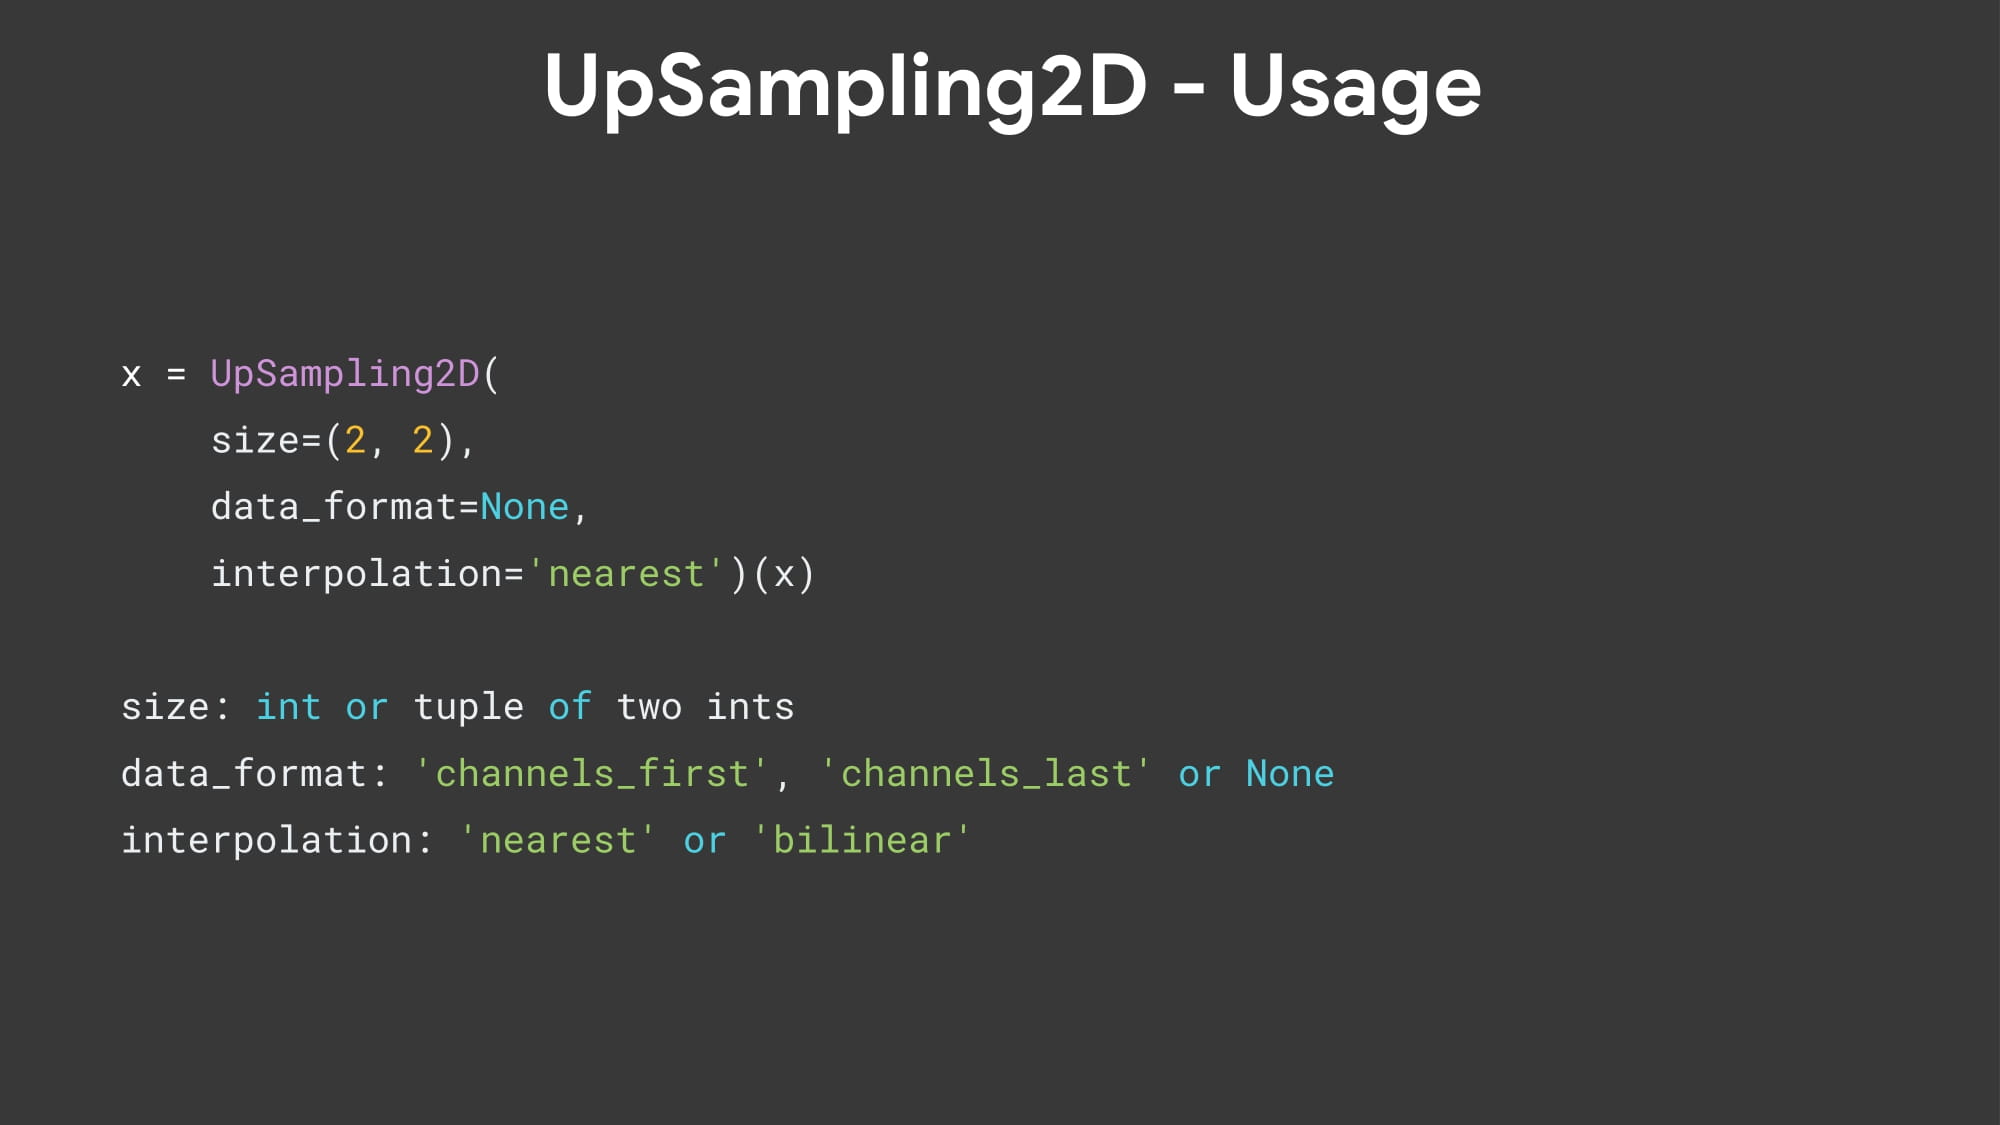 UpSampling2D - Usage
x = UpSampling2D(
    size=(2, 2),
    data_format=None,
    interpolation='nearest')(x)
size: int or tuple of two ints
data_format: 'channels_first', 'channels_last' or None
interpolation: 'nearest' or 'bilinear'